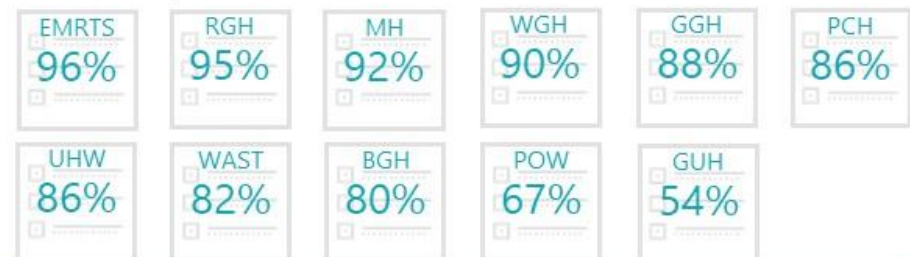 EMRTS RGH MH WGH GGH PCH
96% 95% 92% 90% 88% 86%
UHW WAST BGH POW GUH
86% 82% 80% 67% 54%